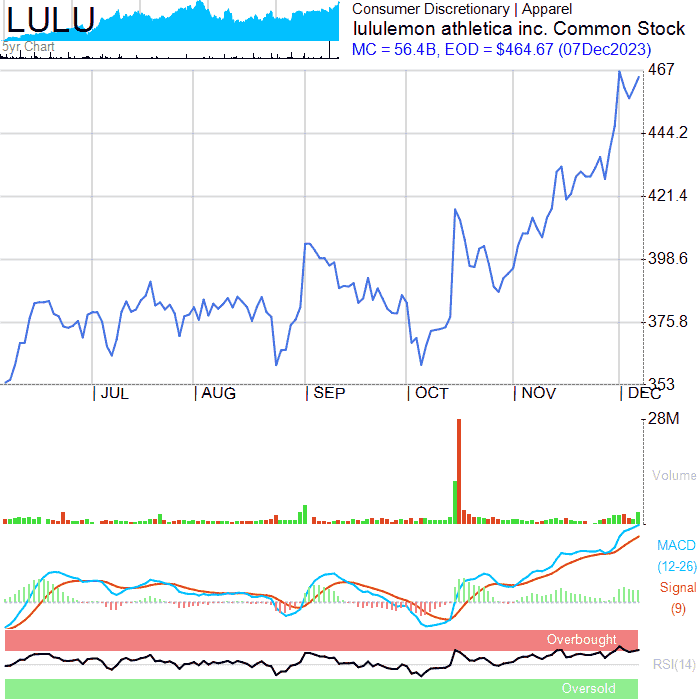 LULU
5yr Chart
Consumer Discretionary | Apparel
lululemon athletica inc. Common Stock
MC = 56.4B, EOD = $464.67 (07Dec2023)
467
444.2
421.4
398.6
375.8
353
JUL AUG SEP OCT NOV DEC
28M
Volume
MACD
(12-26)
Signal
(9)
Overbought
RSI(14)
Oversold